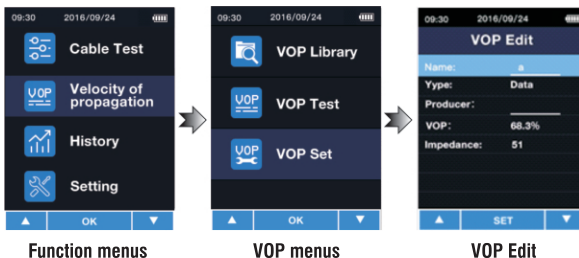 09:30 2016/09/24
Cable Test
VOP
Velocity of
propagation
History
Setting
OK
Function menus
09:30 2016/09/24
VOP Library
VOP
VOP Test
VOP
VOP Set
OK
VOP menus
09:30 2016/09/24
VOP Edit
Name: a
Yype: Data
Producer:
VOP: 68.3%
Impedance: 51
SET
VOP Edit